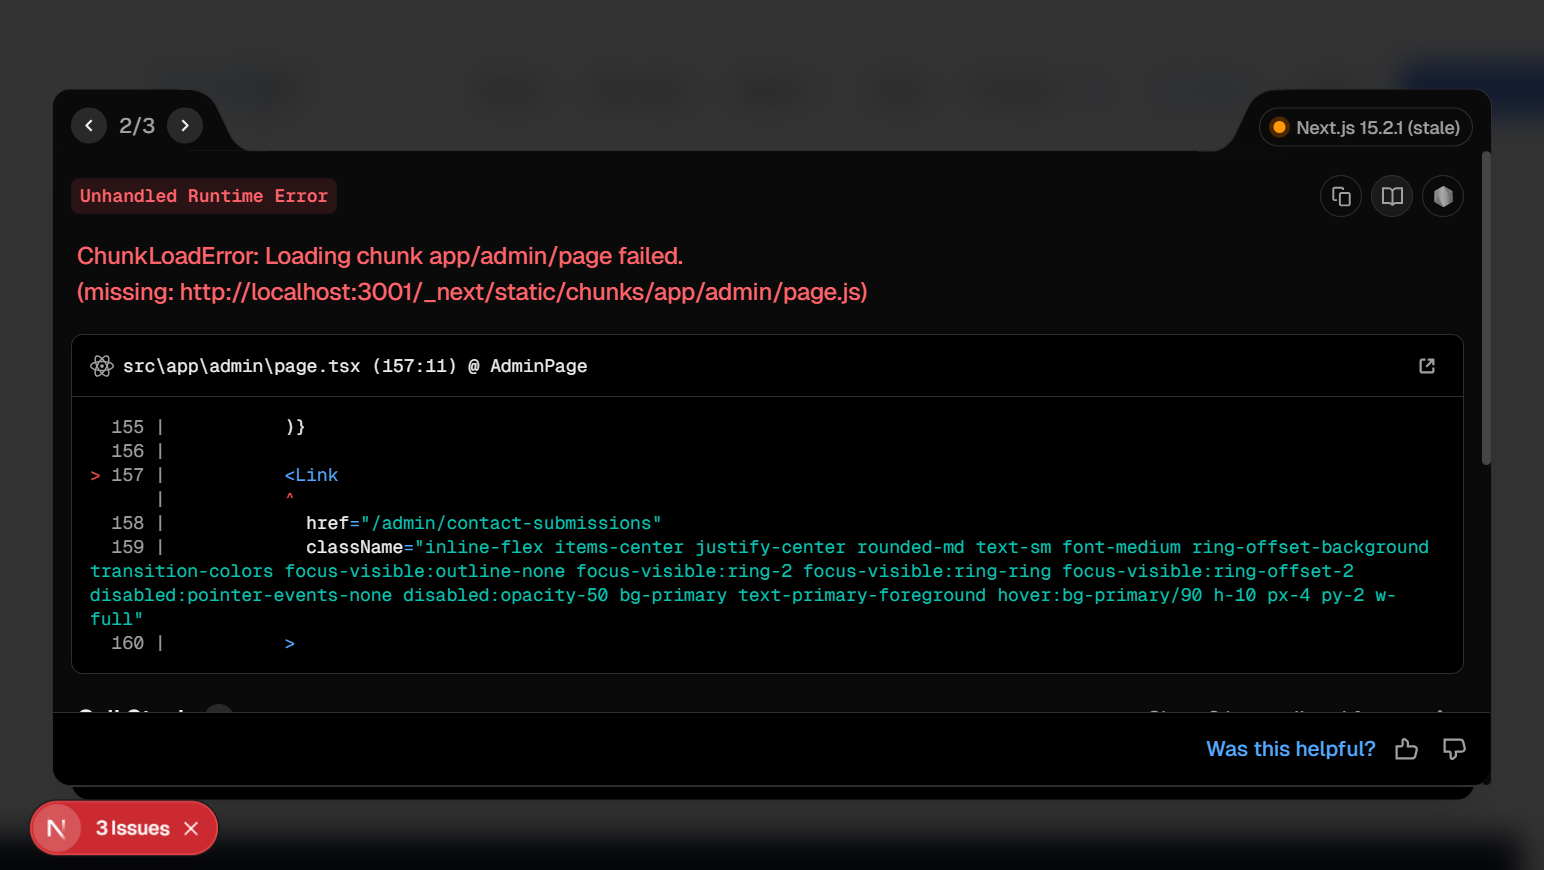 2/3
Next.js 15.2.1 (stale)
Unhandled Runtime Error
ChunkLoadError: Loading chunk app/admin/page failed.
(missing: http://localhost:3001/_next/static/chunks/app/admin/page.js)
src\app\admin\page.tsx (157:11) @ AdminPage
155 |            )}
156 |
> 157 |            <Link
|            ^
158 |              href="/admin/contact-submissions"
159 |              className="inline-flex items-center justify-center rounded-md text-sm font-medium ring-offset-background
transition-colors focus-visible:outline-none focus-visible:ring-2 focus-visible:ring-ring focus-visible:ring-offset-2
disabled:pointer-events-none disabled:opacity-50 bg-primary text-primary-foreground hover:bg-primary/90 h-10 px-4 py-2 w-
full"
160 |            >
Was this helpful?
N 3 Issues